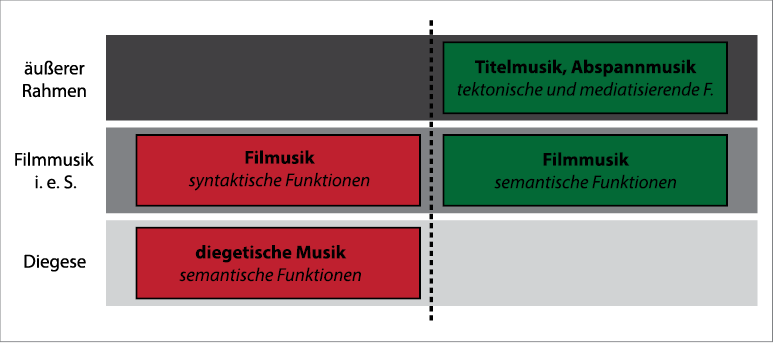 äußerer
Rahmen
Titelmusik, Abspannmusik
tektonische und mediatisierende F.
Filmmusik
i. e. S.
Filmusik
syntaktische Funktionen
Filmmusik
semantische Funktionen
Diegese
diegetische Musik
semantische Funktionen